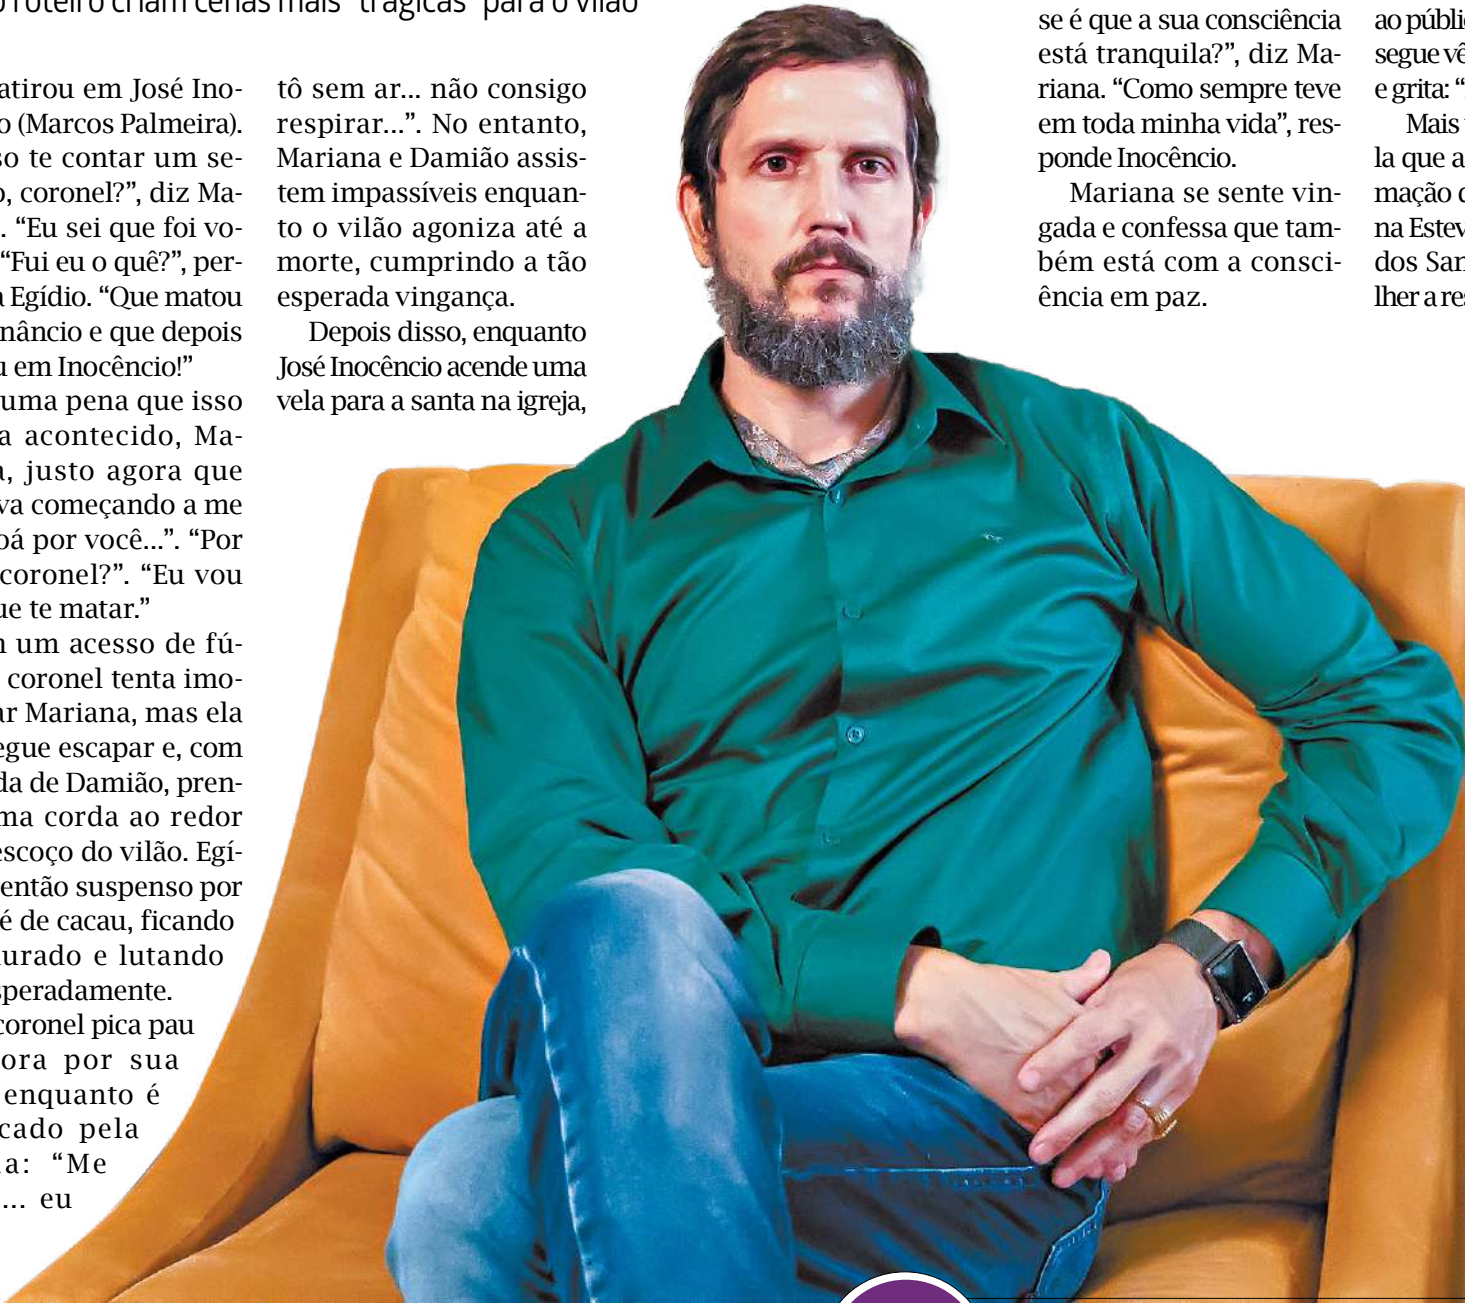 o roteiro criam cenas mais “trágicas” para o vilão
atirou em José Ino-
o (Marcos Palmeira).
so te contar um se-
o, coronel?”, diz Ma-
. “Eu sei que foi vo-
“Fui eu o quê?”, per-
a Egídio. “Que matou
nâncio e que depois
u em Inocêncio!”
uma pena que isso
a acontecido, Ma-
a, justo agora que
va começando a me
oá por você...”. “Por
coronel?”. “Eu vou
ue te matar.”
m um acesso de fú-
coronel tenta imo-
ar Mariana, mas ela
egue escapar e, com
da de Damião, pren-
ma corda ao redor
escoço do vilão. Egí-
então suspenso por
é de cacau, ficando
urado e lutando
speradamente.
coronel pica pau
ora por sua
enquanto é
cado pela
a: “Me
... eu
tô sem ar... não consigo
respirar...”. No entanto,
Mariana e Damião assis-
tem impassíveis enquan-
to o vilão agoniza até a
morte, cumprindo a tão
esperada vingança.
Depois disso, enquanto
José Inocêncio acende uma
vela para a santa na igreja,
se é que a sua consciência
está tranquila?”, diz Ma-
riana. “Como sempre teve
em toda minha vida”, res-
ponde Inocêncio.
Mariana se sente vin-
gada e confessa que tam-
bém está com a consci-
ência em paz.
ao públic
segue vê
e grita: “
Mais
la que a
mação d
na Estev
dos San
lher a res